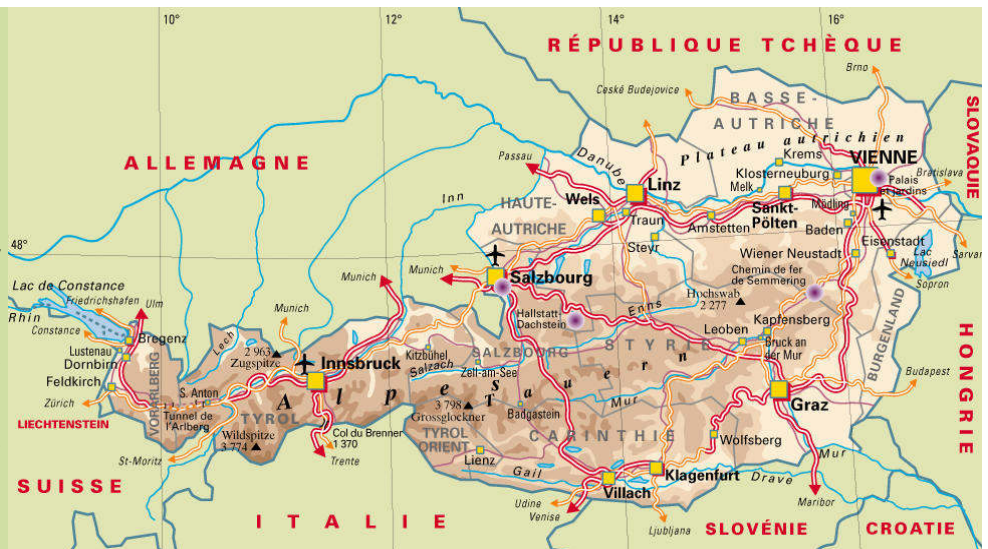 10°
12°
14°
16°
RÉPUBLIQUE TCHÈQUE
Brno
Ceské Budejovice
BASSE-
AUTRICHE
SLOVAQUIE
Plateau autrichien
ALLEMAGNE
Passau
Danube
Krems
VIENNE
Klosterneuburg
Melk
Palais
et jardins
Bratislava
Inn
Linz
HAUTE-
AUTRICHE
Wels
Traun
Amstetten
Sankt-
Pölten
Mödling
Baden
Steyr
Eisenstadt
48°
Wiener Neustadt
Lac
Neusiedl
Sarvar
Munich
Munich
Salzbourg
Chemin de fer
de Semmering
Sopron
Lac de Constance
Friedrichshafen
Ulm
Rhin
Constance
Munich
Enns
Hochswab
2 277
Hallstatt-
Dachstein
Kapfensberg
Leoben
Bruck an
der Mur
BURGENLAND
HONGRIE
Bregenz
Lech
Lustenau
Dornbirn
2 963
Zugspitze
Innsbruck
Kitzbühel
Salzach
SALZBOURG
Zell-am-See
STYRIE
Feldkirch
VORARLBERG
S. Anton
Alpes
Tauern
Budapest
Zürich
LIECHTENSTEIN
Tunnel de
l'Arlberg
TYROL
3 798
Grossglockner
Badgastein
Mur
Graz
Wildspitze
3 774
Col du Brenner
1 370
TYROL
ORIENT
CARINTHIE
Wolfsberg
St-Moritz
Trente
Lienz
Gail
Mur
SUISSE
Villach
Klagenfurt
Drave
Maribor
Udine
Venise
Ljubljana
ITALIE
SLOVÉNIE
CROATIE